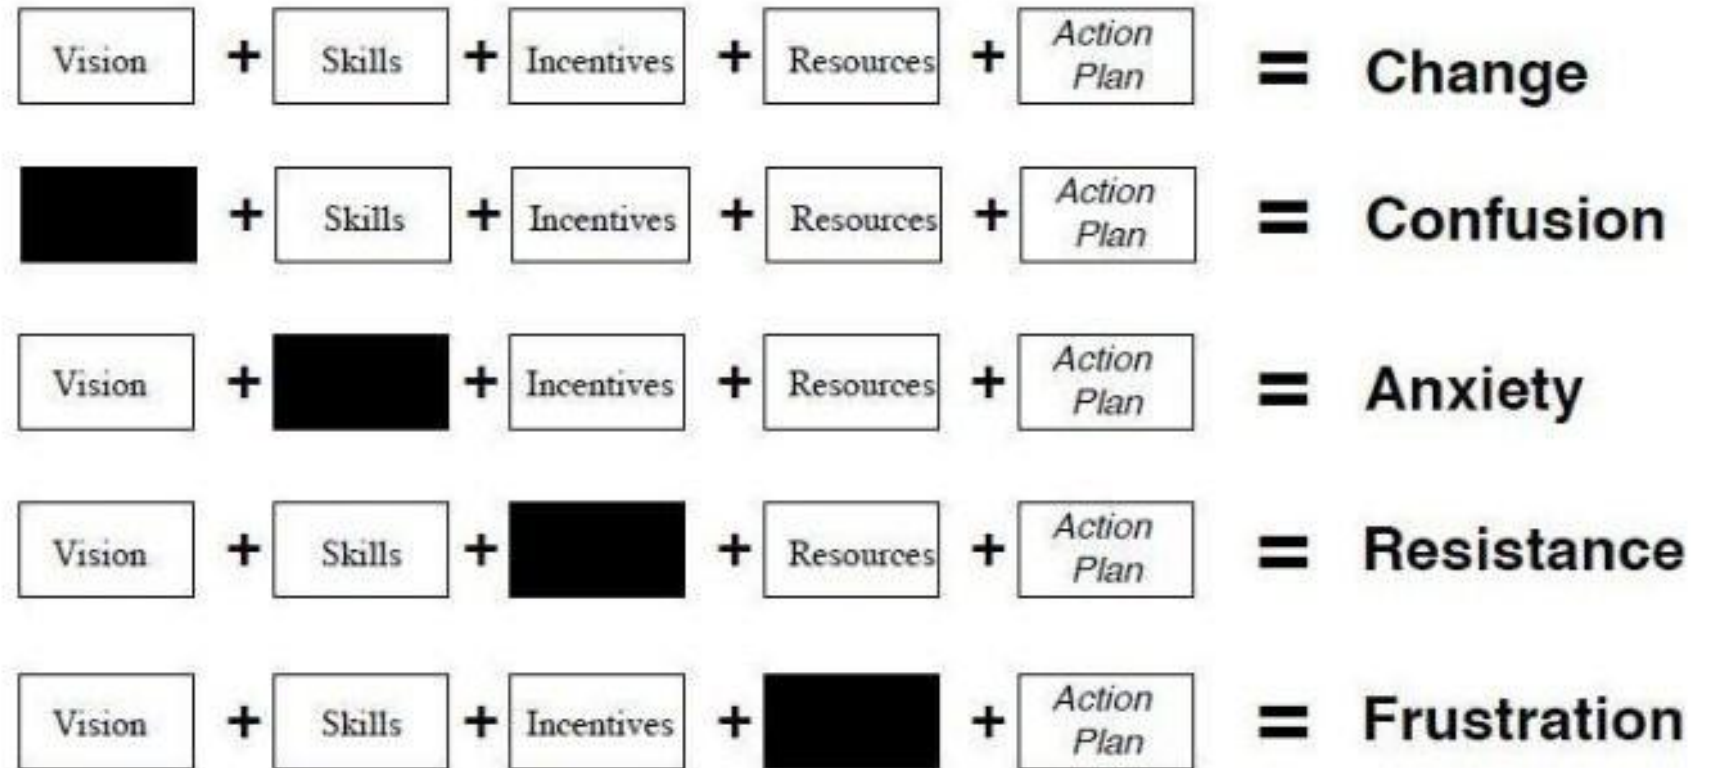 Vision + Skills + Incentives + Resources + Action Plan = Change
+ Skills + Incentives + Resources + Action Plan = Confusion
Vision + + Incentives + Resources + Action Plan = Anxiety
Vision + Skills + + Resources + Action Plan = Resistance
Vision + Skills + Incentives + + Action Plan = Frustration